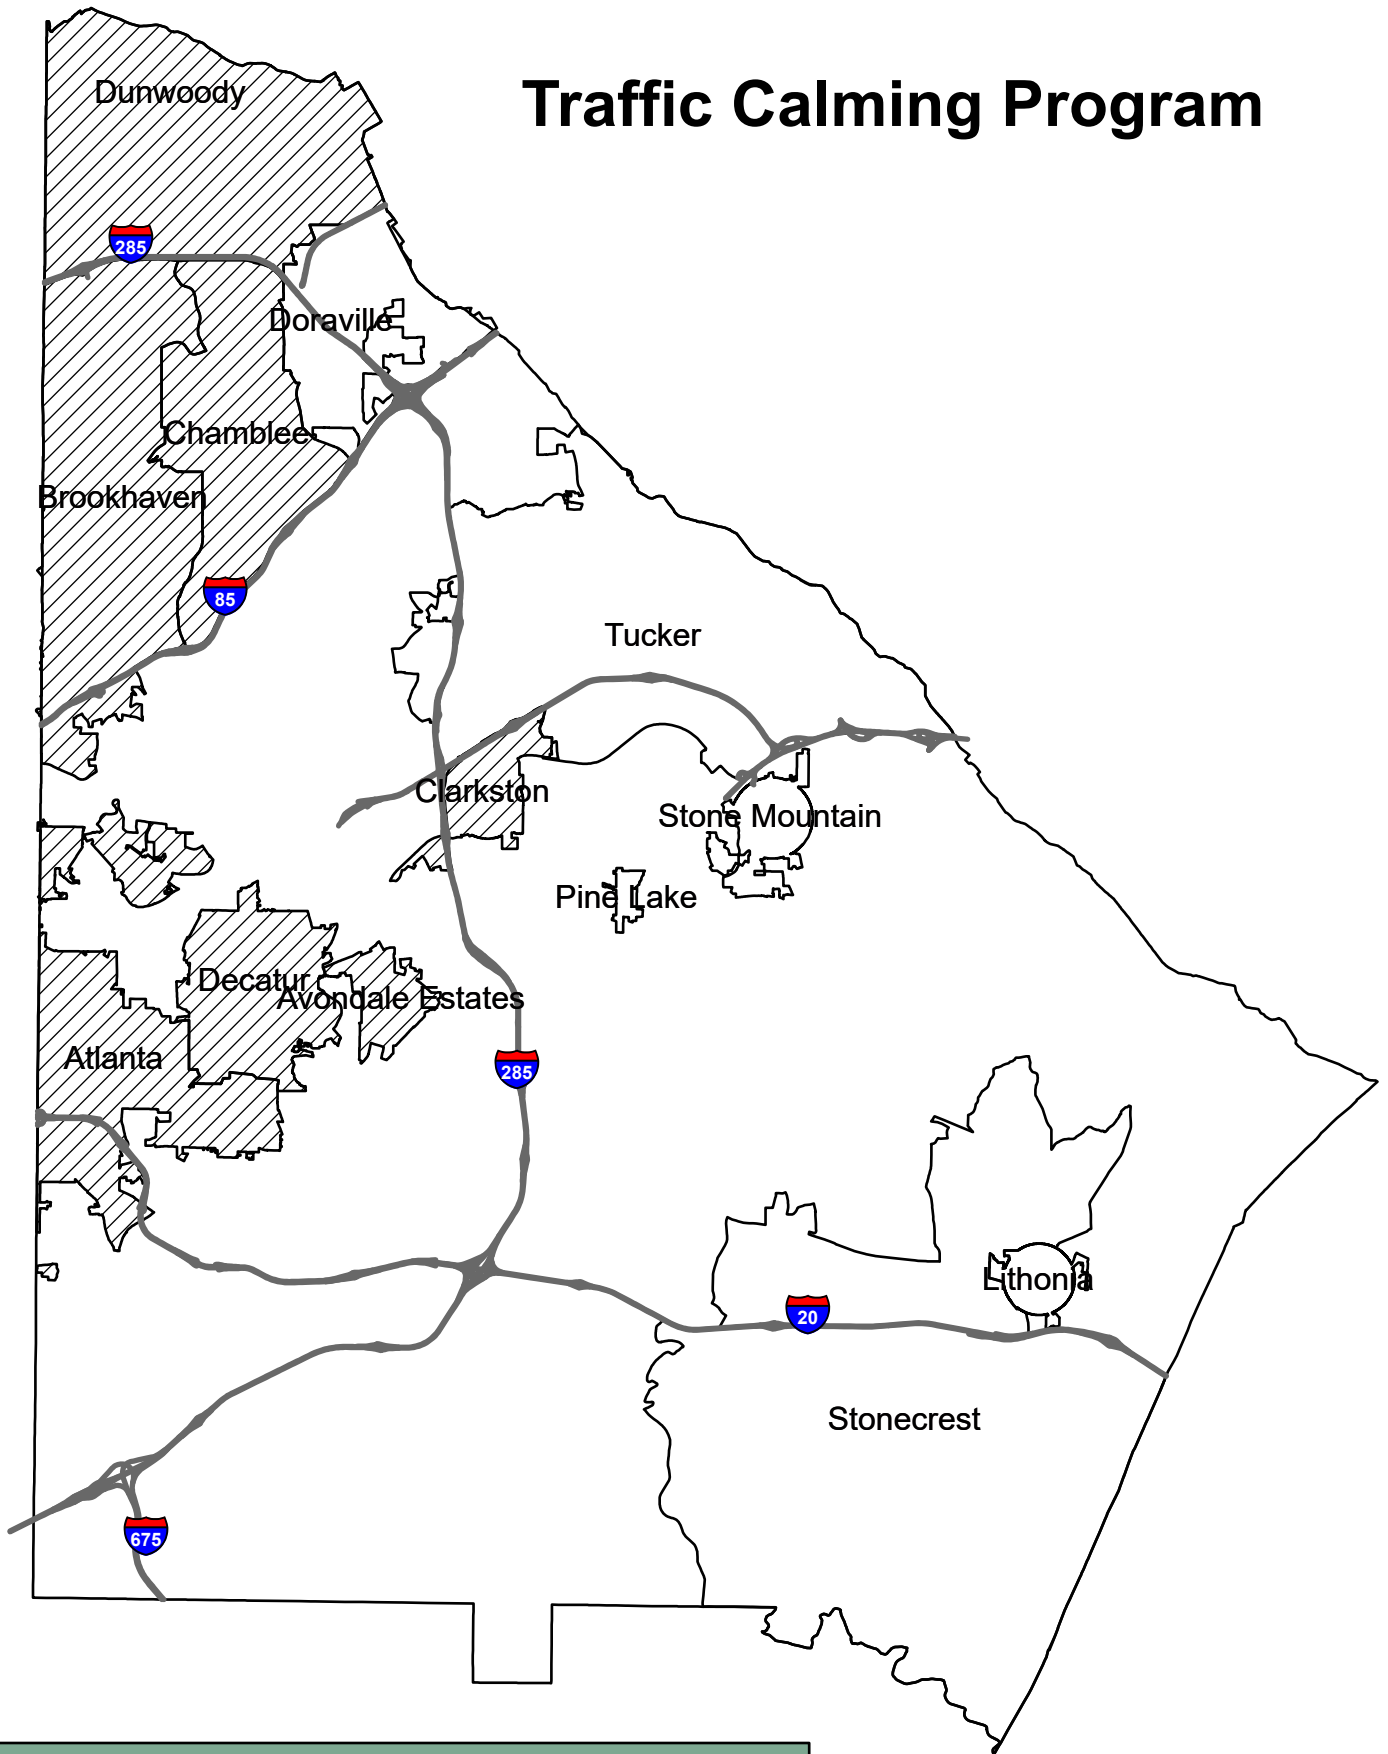 Traffic Calming Program
Dunwoody
285
Doraville
Chamblee
Brookhaven
85
Tucker
Clarkston
Stone Mountain
Pine Lake
Decatur
Avondale Estates
Atlanta
285
Lithonia
20
Stonecrest
675